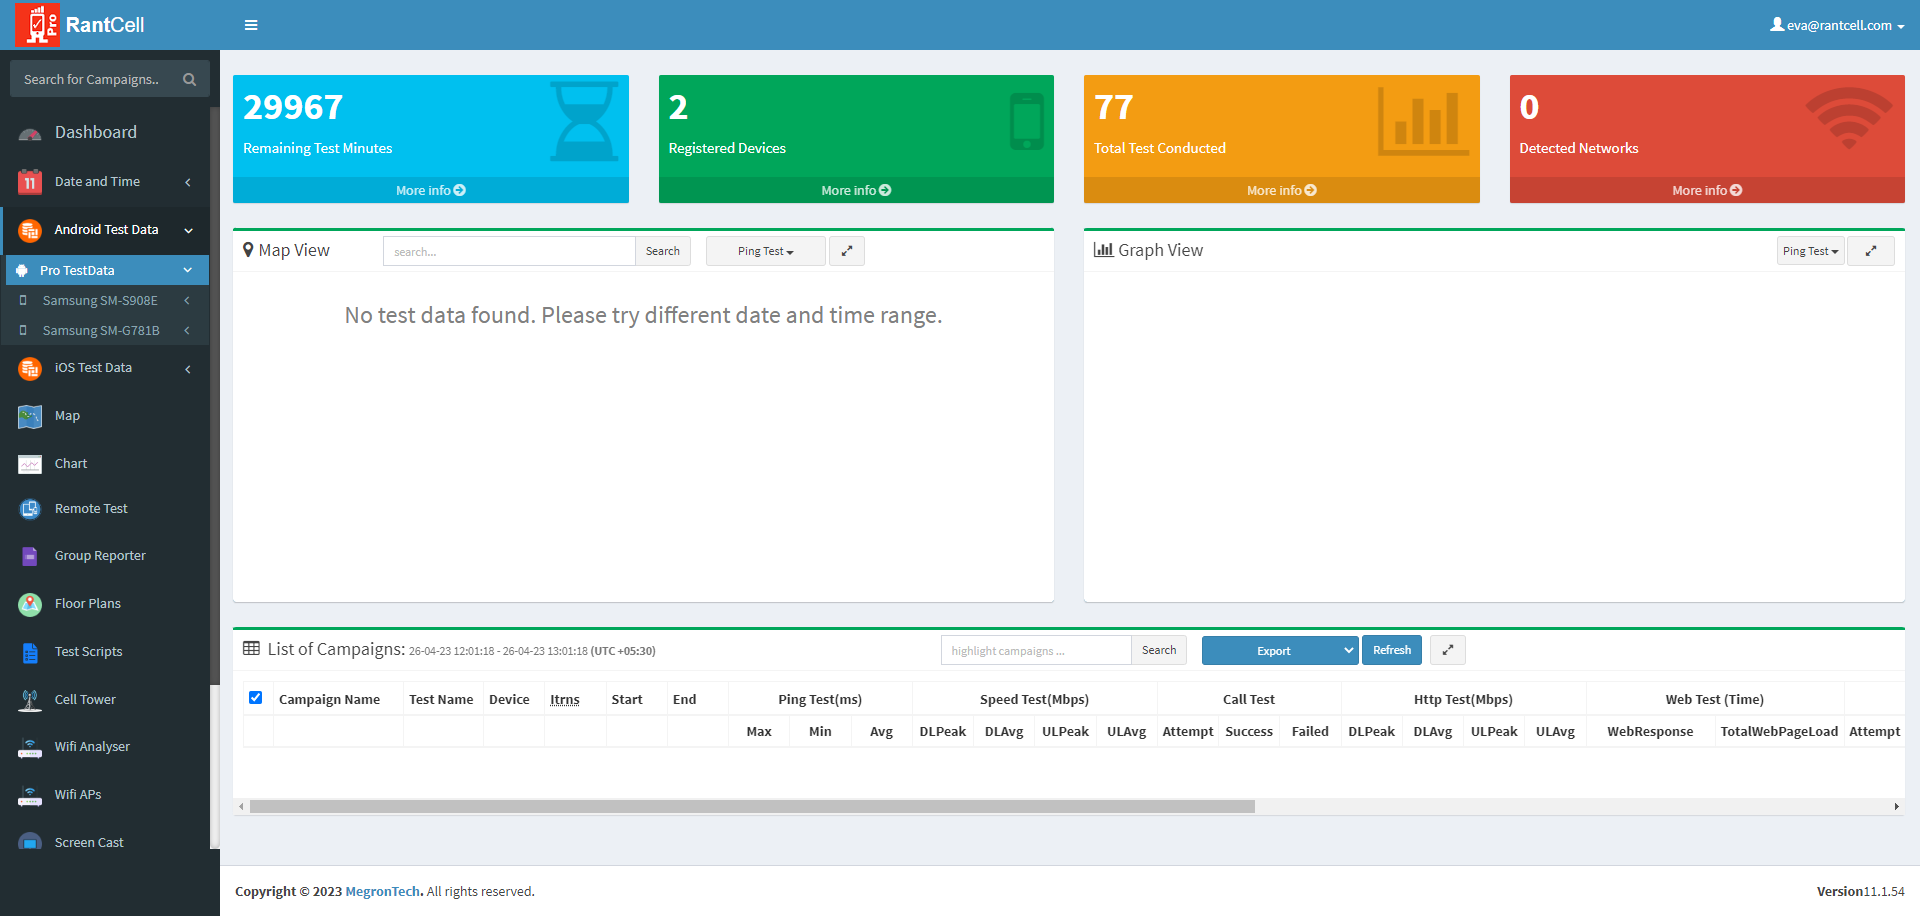 Pro
RantCell
eva@rantcell.com
Search for Campaigns..
Dashboard
11
Date and Time
Android Test Data
Pro TestData
Samsung SM-S908E
Samsung SM-G781B
iOS Test Data
Map
Chart
Remote Test
Group Reporter
Floor Plans
Test Scripts
Cell Tower
Wifi Analyser
Wifi APs
Screen Cast
29967
Remaining Test Minutes
More info
2
Registered Devices
More info
77
Total Test Conducted
More info
0
Detected Networks
More info
Map View
search...
Search
Ping Test
No test data found. Please try different date and time range.
Graph View
Ping Test
List of Campaigns: 26-04-23 12:01:18 - 26-04-23 13:01:18 (UTC +05:30)
highlight campaigns ...
Search
Export
Refresh
Campaign Name Test Name Device Itrns Start End Ping Test(ms) Speed Test(Mbps) Call Test Http Test(Mbps) Web Test (Time)
Max Min Avg DLPeak DLAvg ULPeak ULAvg Attempt Success Failed DLPeak DLAvg ULPeak ULAvg WebResponse TotalWebPageLoad Attempt
Copyright © 2023 MegronTech. All rights reserved.
Version11.1.54